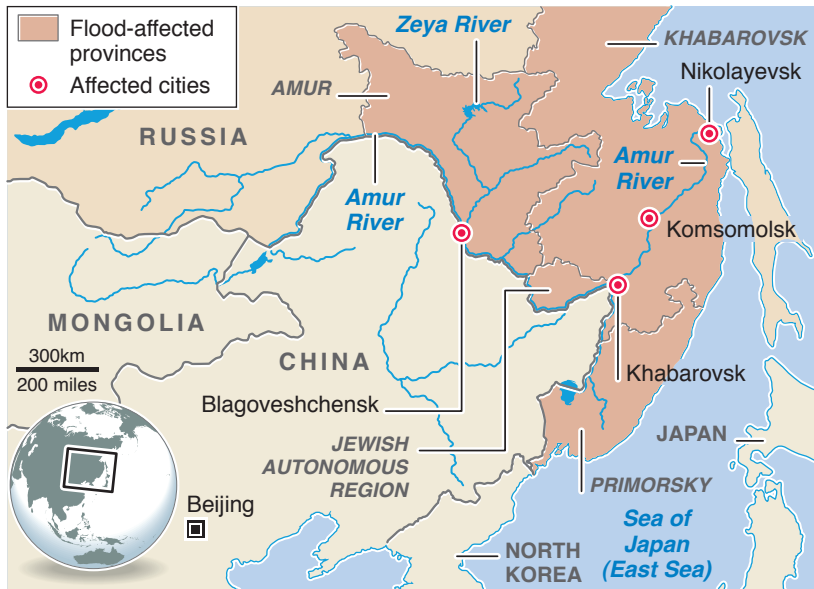 Flood-affected
provinces
Affected cities
Zeya River
KHABAROVSK
Nikolayevsk
AMUR
RUSSIA
Amur
River
Amur
River
Komsomolsk
MONGOLIA
300km
200 miles
CHINA
Khabarovsk
Blagoveshchensk
JEWISH
AUTONOMOUS
REGION
JAPAN
PRIMORSKY
Beijing
Sea of
Japan
(East Sea)
NORTH
KOREA